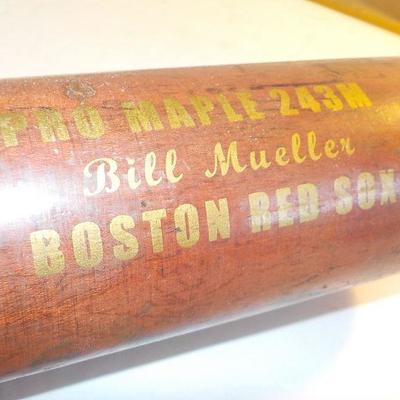 PRO MAPLE 243M
Bill Mueller
BOSTON RED SOX